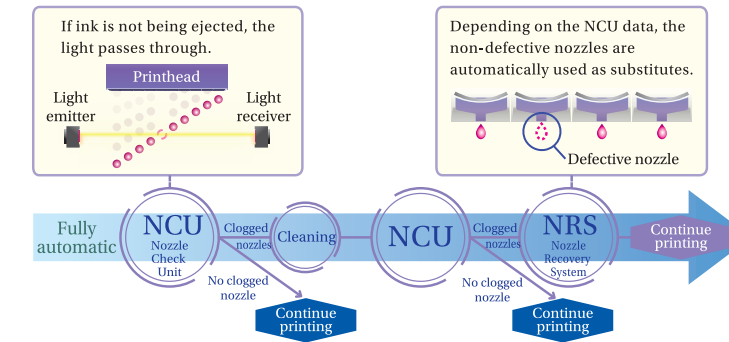 If ink is not being ejected, the
light passes through.
Printhead
Light
emitter
Light
receiver
Depending on the NCU data, the
non-defective nozzles are
automatically used as substitutes.
Defective nozzle
Fully
automatic
NCU
Nozzle
Check
Unit
Clogged
nozzles
No clogged
nozzle
Continue
printing
Cleaning
NCU
Clogged
nozzles
No clogged
nozzle
Continue
printing
NRS
Nozzle
Recovery
System
Continue
printing